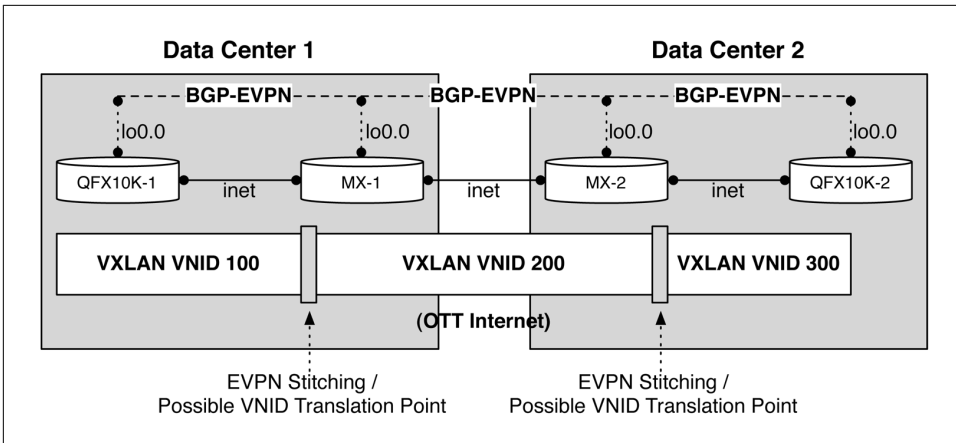 Data Center 1
Data Center 2
BGP-EVPN
BGP-EVPN
BGP-EVPN
lo0.0
lo0.0
lo0.0
lo0.0
QFX10K-1
MX-1
MX-2
QFX10K-2
inet
inet
inet
VXLAN VNID 100
VXLAN VNID 200
VXLAN VNID 300
(OTT Internet)
EVPN Stitching /
Possible VNID Translation Point
EVPN Stitching /
Possible VNID Translation Point